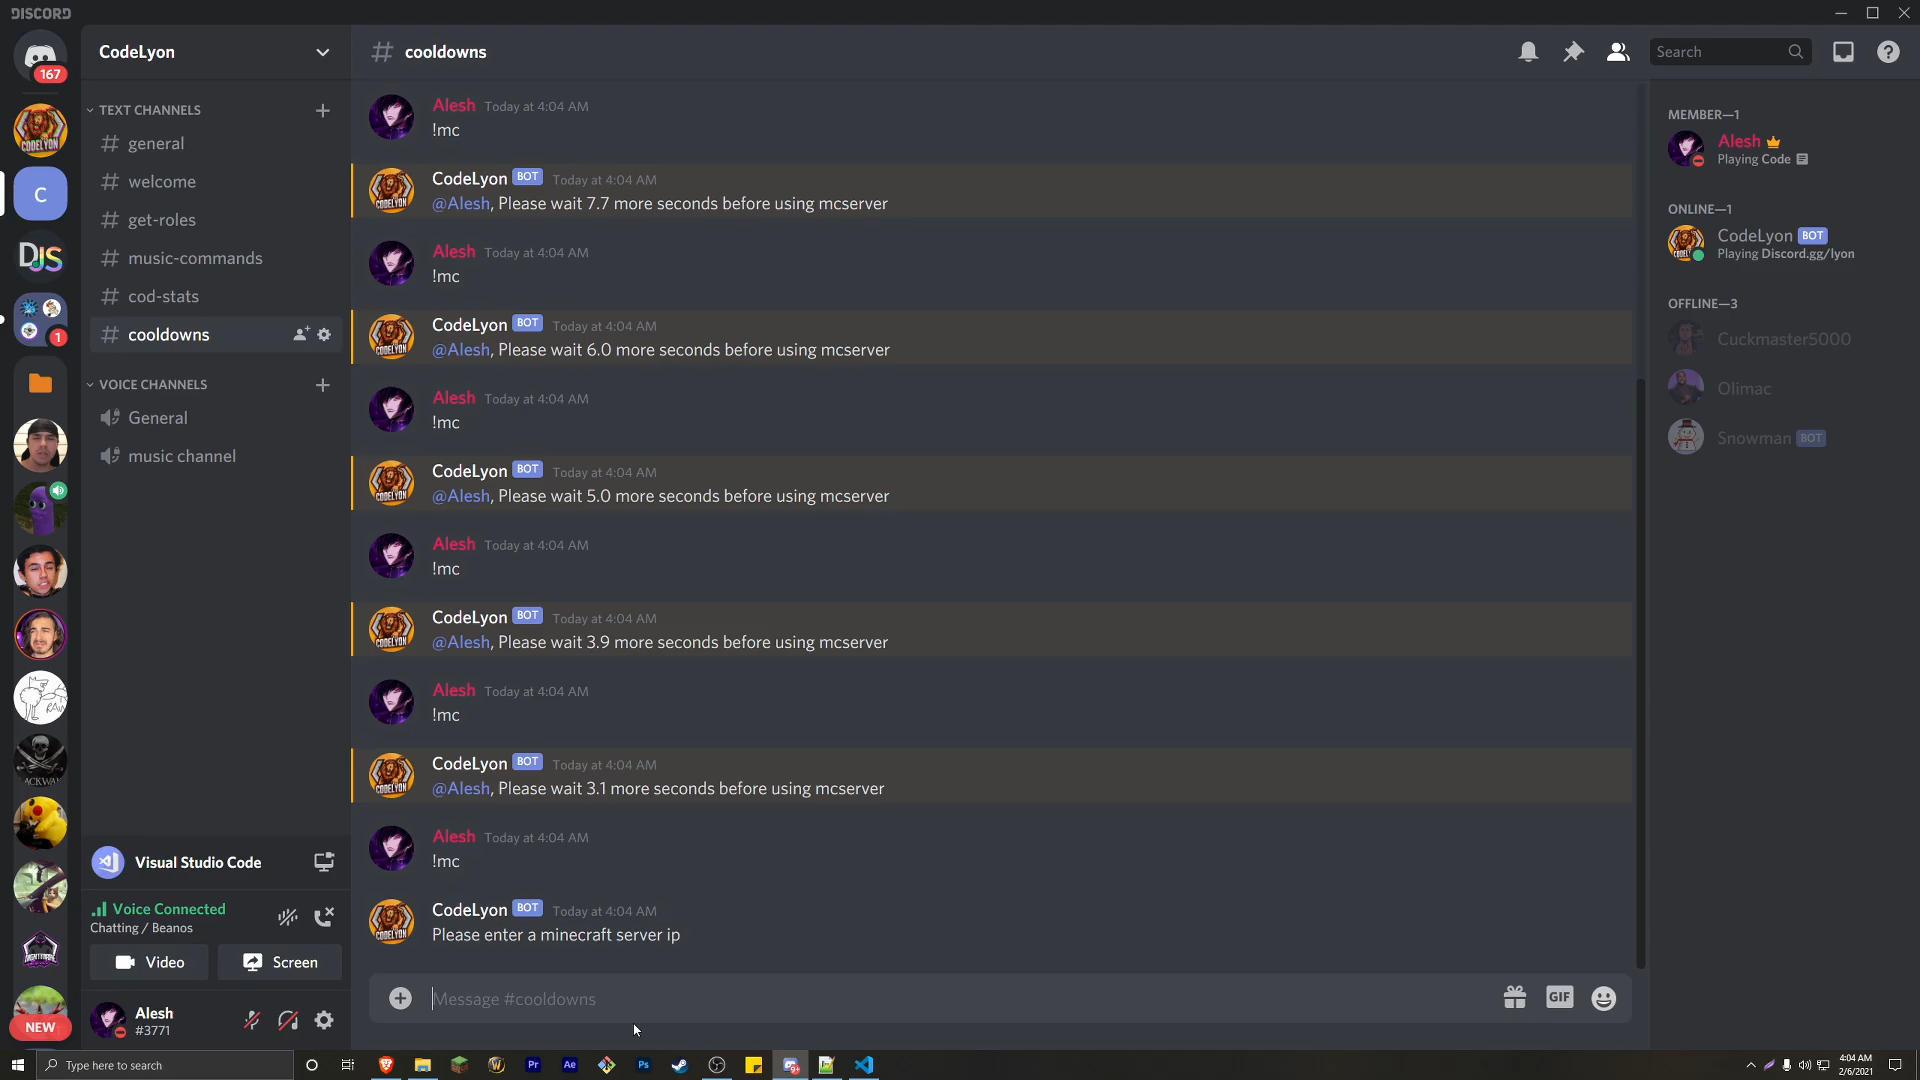 DISCORD
167
CodeLyon
TEXT CHANNELS
general
welcome
get-roles
music-commands
cod-stats
cooldowns
VOICE CHANNELS
General
music channel
CODELYON
C
DJS
1
RAW
ACKWA
NEW
Visual Studio Code
Voice Connected
Chatting / Beanos
Video
Screen
Alesh
#3771
cooldowns
Search
Alesh Today at 4:04 AM
!mc
CodeLyon BOT Today at 4:04 AM
@Alesh, Please wait 7.7 more seconds before using mcserver
Alesh Today at 4:04 AM
!mc
CodeLyon BOT Today at 4:04 AM
@Alesh, Please wait 6.0 more seconds before using mcserver
Alesh Today at 4:04 AM
!mc
CodeLyon BOT Today at 4:04 AM
@Alesh, Please wait 5.0 more seconds before using mcserver
Alesh Today at 4:04 AM
!mc
CodeLyon BOT Today at 4:04 AM
@Alesh, Please wait 3.9 more seconds before using mcserver
Alesh Today at 4:04 AM
!mc
CodeLyon BOT Today at 4:04 AM
@Alesh, Please wait 3.1 more seconds before using mcserver
Alesh Today at 4:04 AM
!mc
CodeLyon BOT Today at 4:04 AM
Please enter a minecraft server ip
Message #cooldowns
GIF
MEMBER—1
Alesh
Playing Code
ONLINE—1
CodeLyon BOT
Playing Discord.gg/lyon
OFFLINE—3
Cuckmaster5000
Olimac
Snowman BOT
Type here to search
Pr
Ae
Ps
9+
4:04 AM
2/6/2021